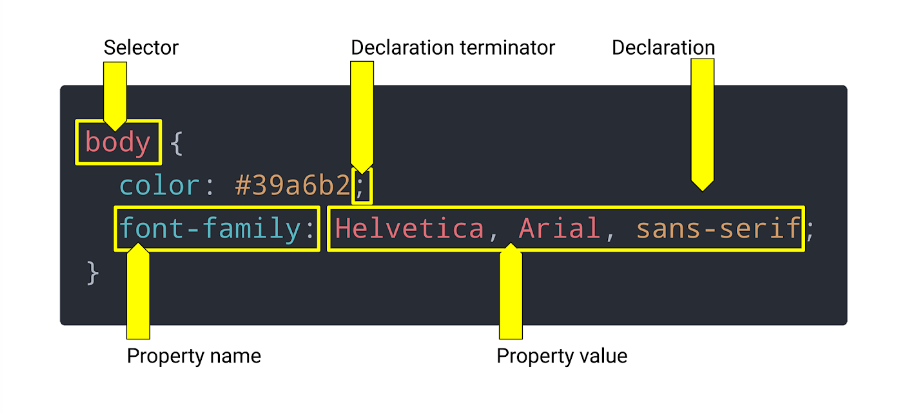 Selector Declaration terminator Declaration
body {
color: #39a6b2;
font-family: Helvetica, Arial, sans-serif;
}
Property name Property value